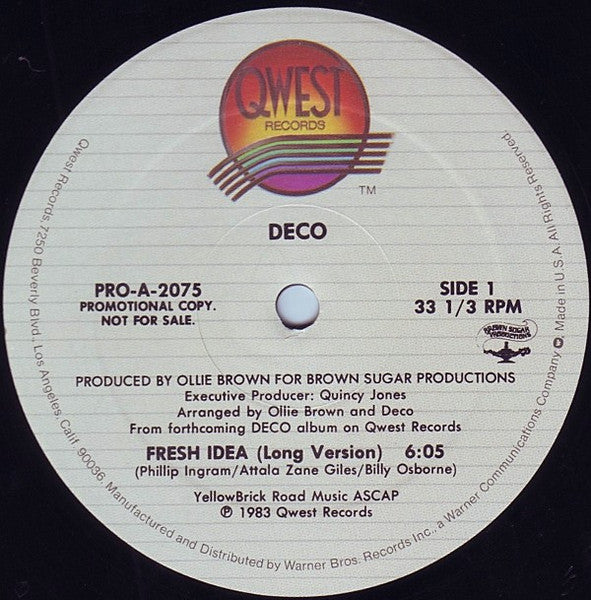 QWEST
RECORDS
TM
DECO
PRO-A-2075
PROMOTIONAL COPY.
NOT FOR SALE.
SIDE 1
33 1/3 RPM
BROWN SUGAR
PRODUCTIONS
PRODUCED BY OLLIE BROWN FOR BROWN SUGAR PRODUCTIONS
Executive Producer: Quincy Jones
Arranged by Ollie Brown and Deco
From forthcoming DECO album on Qwest Records
FRESH IDEA (Long Version) 6:05
(Phillip Ingram/Attala Zane Giles/Billy Osborne)
YellowBrick Road Music ASCAP
℗ 1983 Qwest Records
Qwest Records, 7250 Beverly Blvd, Los Angeles, Calif. 90036, Manufactured and Distributed by Warner Bros. Records Inc., a Warner Communications Company Made in U.S.A. All Rights Reserved.